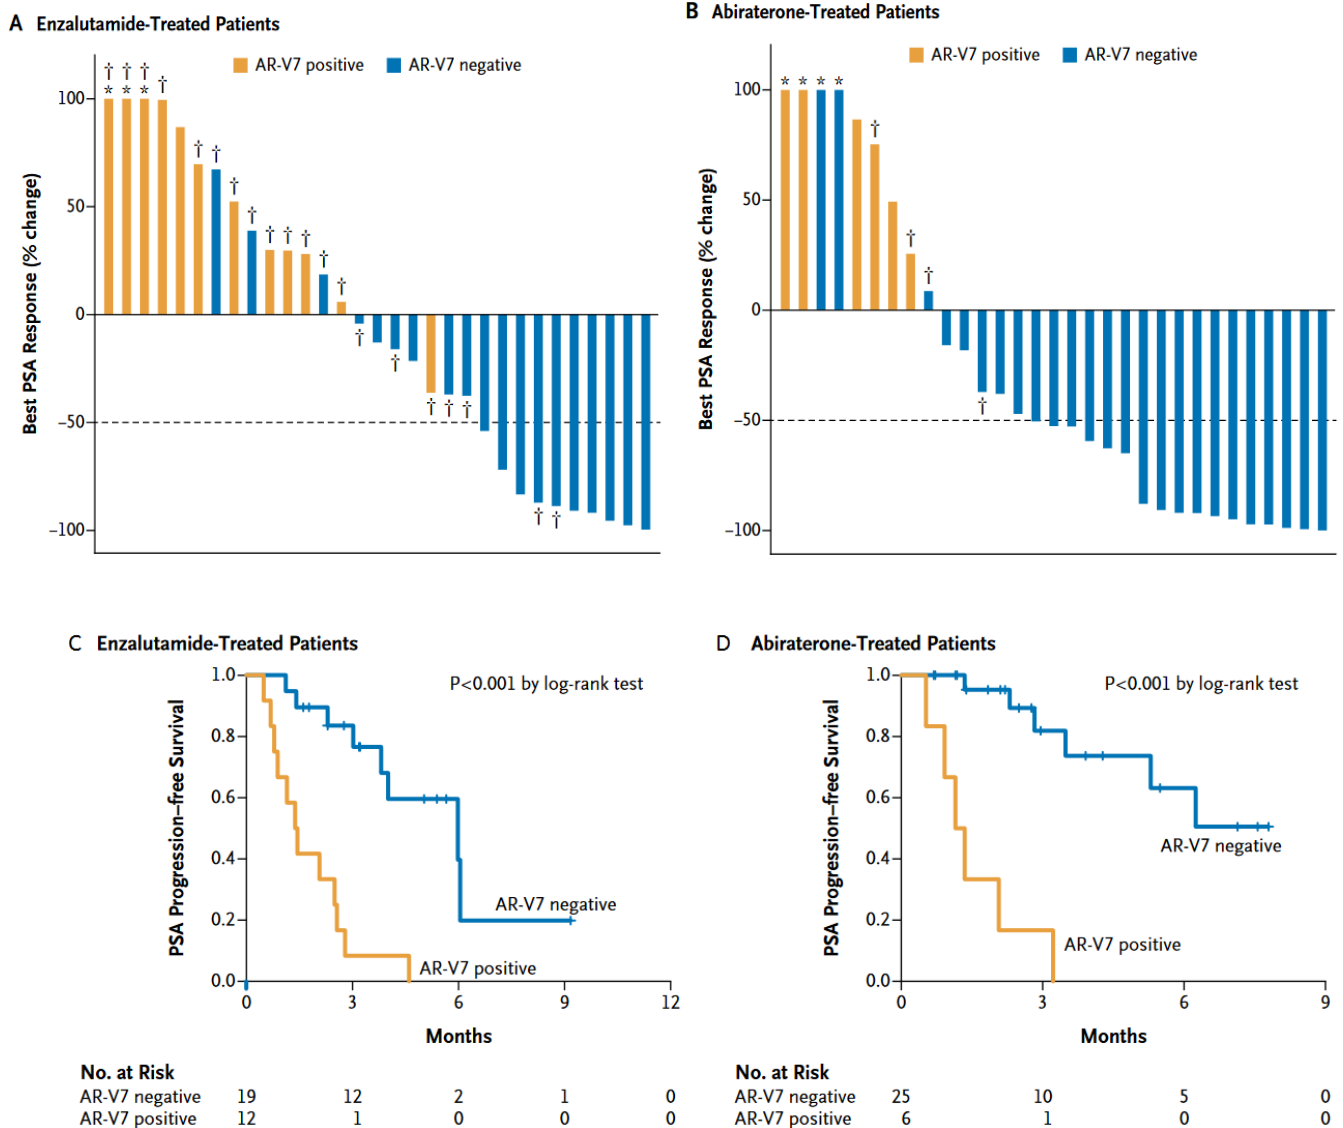 A Enzalutamide-Treated Patients
AR-V7 positive AR-V7 negative
† † † †
* * *
† † † † † † † † †
† † † † † † †
Best PSA Response (% change)
100
50
0
−50
−100
B Abiraterone-Treated Patients
AR-V7 positive AR-V7 negative
* * * *
† † †
†
Best PSA Response (% change)
100
50
0
−50
−100
C Enzalutamide-Treated Patients
P<0.001 by log-rank test
PSA Progression–free Survival
1.0
0.8
0.6
0.4
0.2
0.0
AR-V7 negative
AR-V7 positive
0 3 6 9 12
Months
No. at Risk
AR-V7 negative 19 12 2 1 0
AR-V7 positive 12 1 0 0 0
D Abiraterone-Treated Patients
P<0.001 by log-rank test
PSA Progression–free Survival
1.0
0.8
0.6
0.4
0.2
0.0
AR-V7 negative
AR-V7 positive
0 3 6 9
Months
No. at Risk
AR-V7 negative 25 10 5 0
AR-V7 positive 6 1 0 0